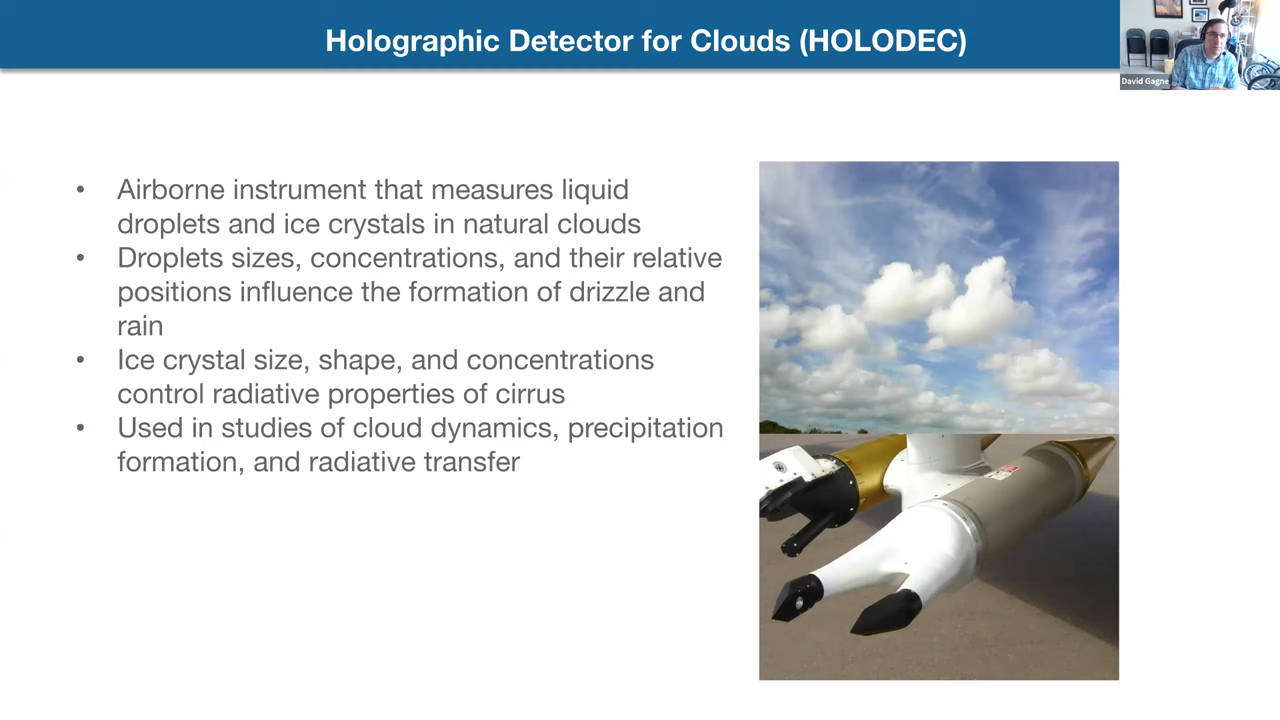 Holographic Detector for Clouds (HOLODEC)
David Gagne
• Airborne instrument that measures liquid
droplets and ice crystals in natural clouds
• Droplets sizes, concentrations, and their relative
positions influence the formation of drizzle and
rain
• Ice crystal size, shape, and concentrations
control radiative properties of cirrus
• Used in studies of cloud dynamics, precipitation
formation, and radiative transfer